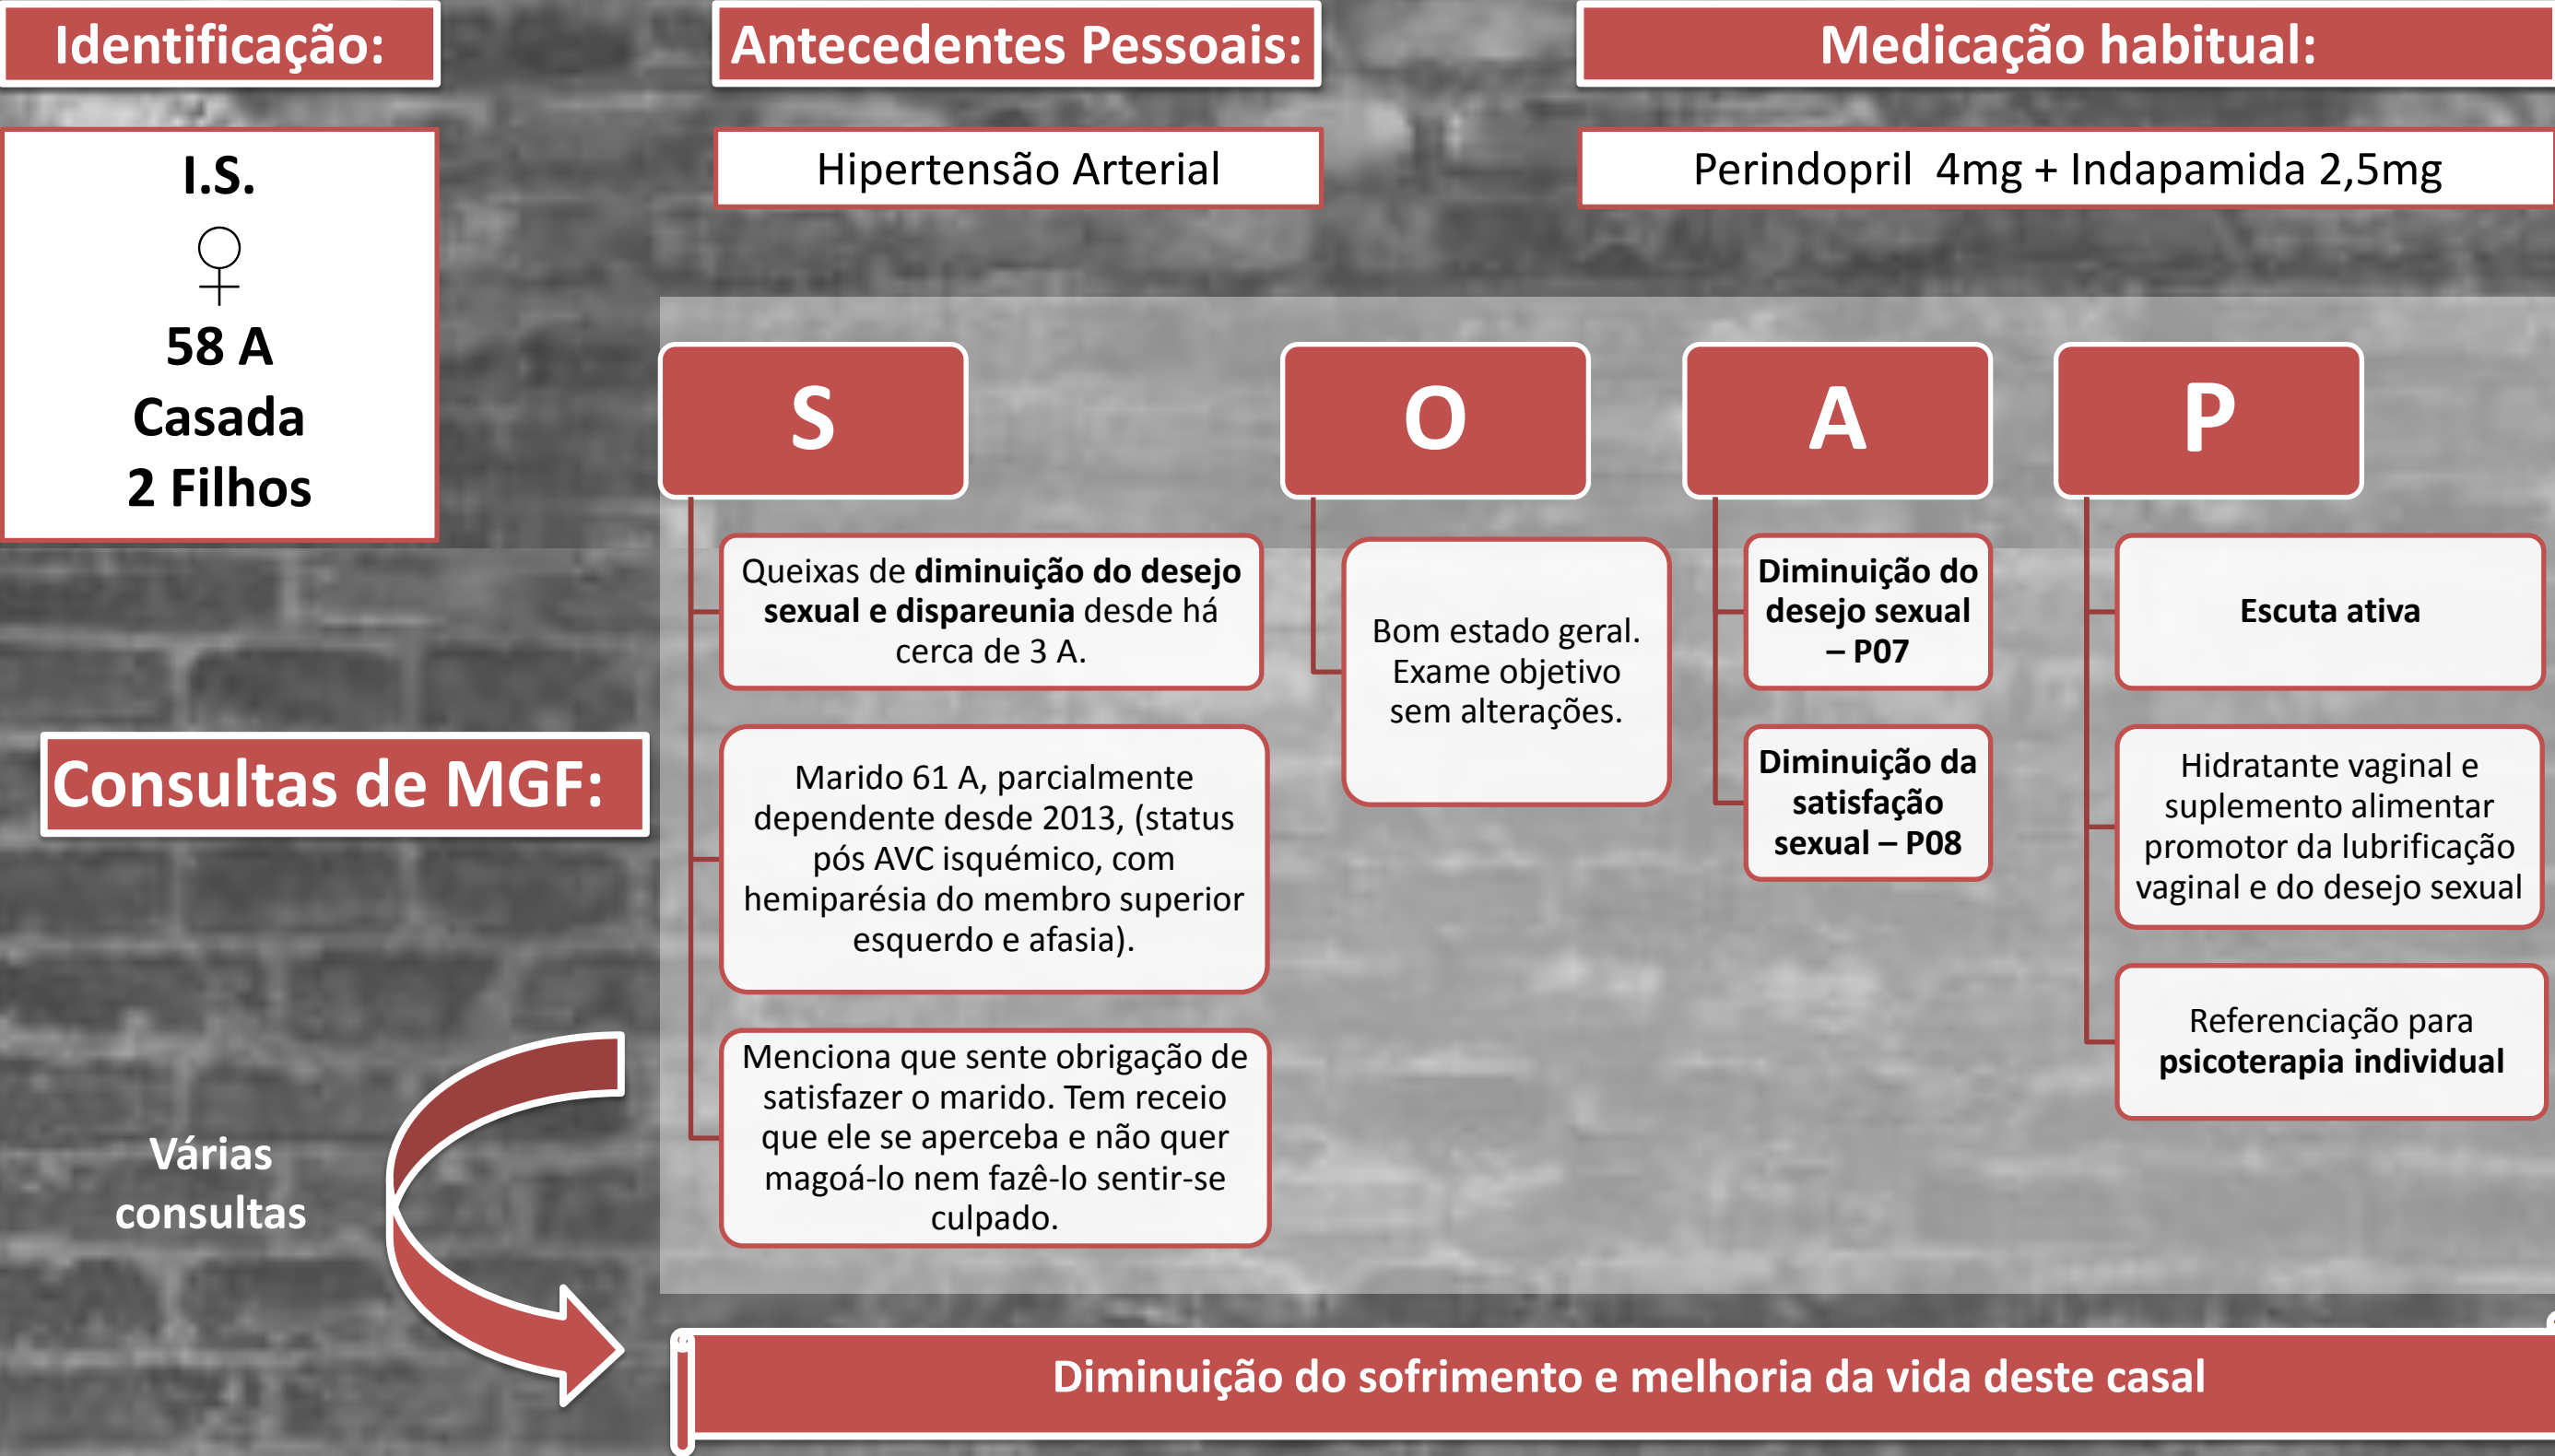 Identificação:
I.S.
♀
58 A
Casada
2 Filhos
Antecedentes Pessoais:
Hipertensão Arterial
Medicação habitual:
Perindopril 4mg + Indapamida 2,5mg
Consultas de MGF:
S
Queixas de diminuição do desejo
sexual e dispareunia desde há
cerca de 3 A.
Marido 61 A, parcialmente
dependente desde 2013, (status
pós AVC isquémico, com
hemiparésia do membro superior
esquerdo e afasia).
Menciona que sente obrigação de
satisfazer o marido. Tem receio
que ele se aperceba e não quer
magoá-lo nem fazê-lo sentir-se
culpado.
O
Bom estado geral.
Exame objetivo
sem alterações.
A
Diminuição do
desejo sexual
– P07
Diminuição da
satisfação
sexual – P08
P
Escuta ativa
Hidratante vaginal e
suplemento alimentar
promotor da lubrificação
vaginal e do desejo sexual
Referenciação para
psicoterapia individual
Várias
consultas
Diminuição do sofrimento e melhoria da vida deste casal